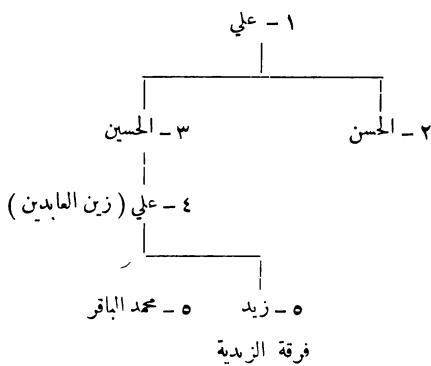 ١ - علي
٢ - الحسن
٣ - الحسين
٤ - علي ( زين العابدين )
٥ - زيد
٥ - محمد الباقر
فرقة الزيدية